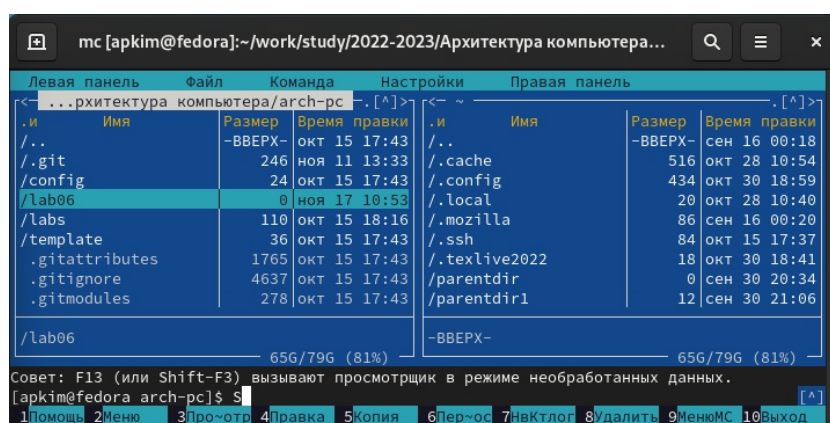 mc [apkim@fedora]:~/work/study/2022-2023/Архитектура компьютера...
Левая панель Файл Команда Настройки Правая панель
<— ...рхитектура компьютера/arch-pc —.[^]>
.и Имя Размер Время правки
/.. -ВВЕРХ- окт 15 17:43
/.git 246 ноя 11 13:33
/config 24 окт 15 17:43
/lab06 0 ноя 17 10:53
/labs 110 окт 15 18:16
/template 36 окт 15 17:43
.gitattributes 1765 окт 15 17:43
.gitignore 4637 окт 15 17:43
.gitmodules 278 окт 15 17:43
/lab06
65G/79G (81%)
<— ~ —.[^]>
.и Имя Размер Время правки
/.. -ВВЕРХ- сен 16 00:18
/.cache 516 окт 28 10:54
/.config 434 окт 30 18:59
/.local 20 окт 28 10:40
/.mozilla 86 сен 16 00:20
/.ssh 84 окт 15 17:37
/.texlive2022 18 окт 30 18:41
/parentdir 0 сен 30 20:34
/parentdir1 12 сен 30 21:06
-ВВЕРХ-
65G/79G (81%)
Совет: F13 (или Shift-F3) вызывают просмотрщик в режиме необработанных данных.
[apkim@fedora arch-pc]$ S [^]
1Помощь 2Меню 3Про~отр 4Правка 5Копия 6Пер~ос 7НвКтлог 8Удалить 9МенюМС 10Выход